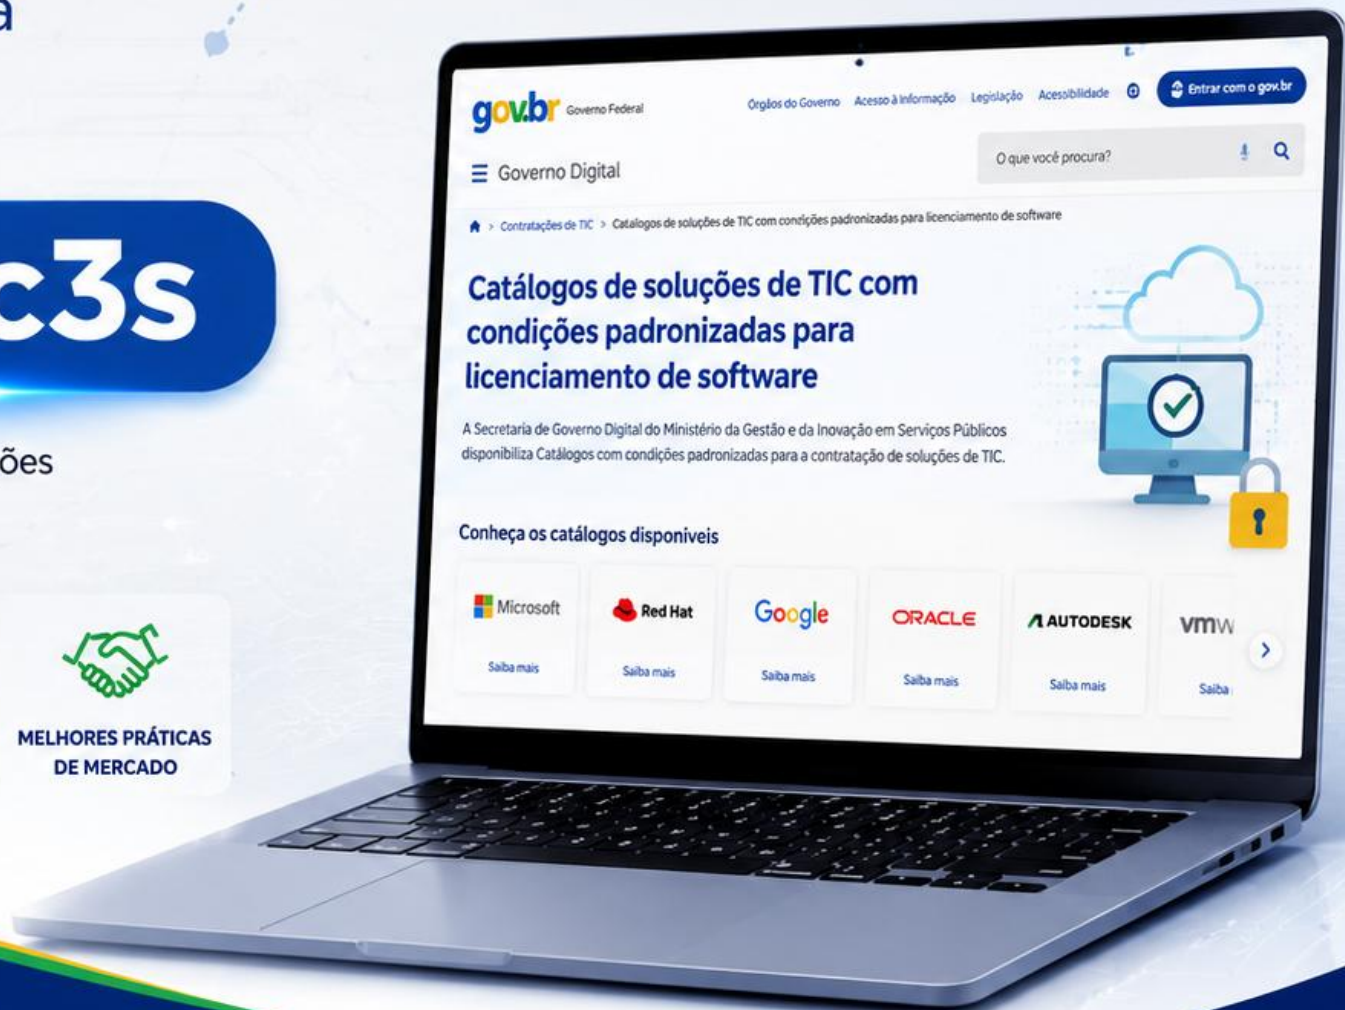 a
c3s
ões
MELHORES PRÁTICAS
DE MERCADO
gov.br Governo Federal
Órgãos do Governo Acesso à Informação Legislação Acessibilidade Entrar com o gov.br
Governo Digital
O que você procura?
> Contratações de TIC > Catalogos de soluções de TIC com condições padronizadas para licenciamento de software
Catálogos de soluções de TIC com
condições padronizadas para
licenciamento de software
A Secretaria de Governo Digital do Ministério da Gestão e da Inovação em Serviços Públicos
disponibiliza Catálogos com condições padronizadas para a contratação de soluções de TIC.
Conheça os catálogos disponiveis
Microsoft Red Hat Google ORACLE AUTODESK vmw
Saiba mais Saiba mais Saiba mais Saiba mais Saiba mais Saiba